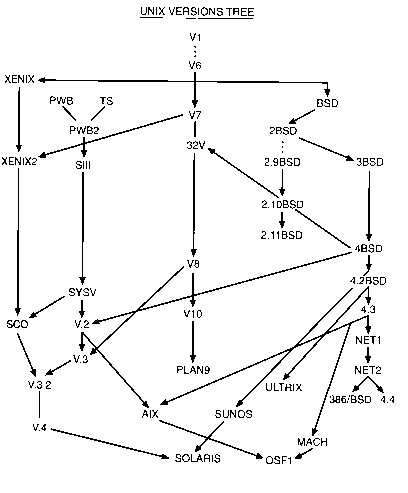 UNIX VERSIONS TREE
V1
V6
XENIX
PWB TS
BSD
V7
PWB2
2BSD
32V
XENIX2
SIII
2.9BSD
3BSD
2.10BSD
2.11BSD
4BSD
V8
4.2BSD
SYSV
V10
4.3
SCO
V.2
NET1
V.3
PLAN9
NET2
V.3 2
ULTRIX
386/BSD 4.4
AIX
SUNOS
V.4
MACH
SOLARIS
OSF1